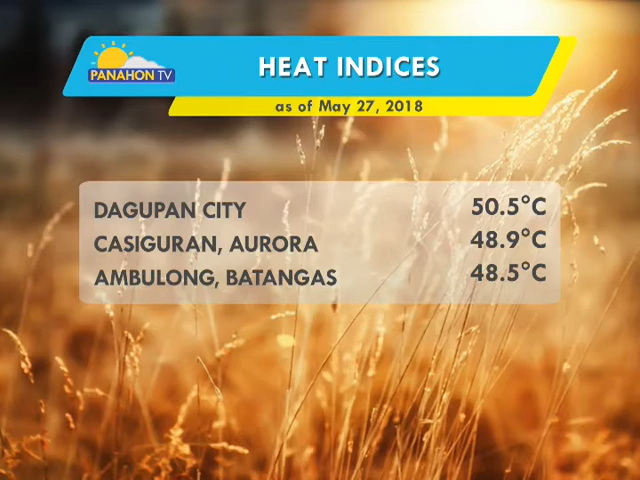 PANAHON TV
HEAT INDICES
as of May 27, 2018
DAGUPAN CITY 50.5°C
CASIGURAN, AURORA 48.9°C
AMBULONG, BATANGAS 48.5°C